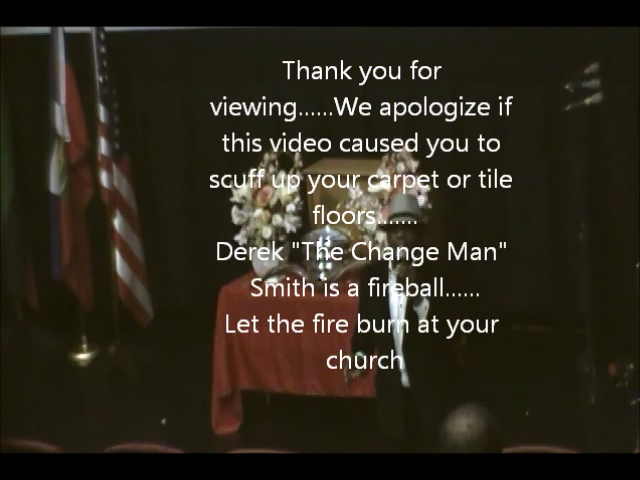 Thank you for
viewing......We apologize if
this video caused you to
scuff up your carpet or tile
floors.......
Derek "The Change Man"
Smith is a fireball......
Let the fire burn at your
church